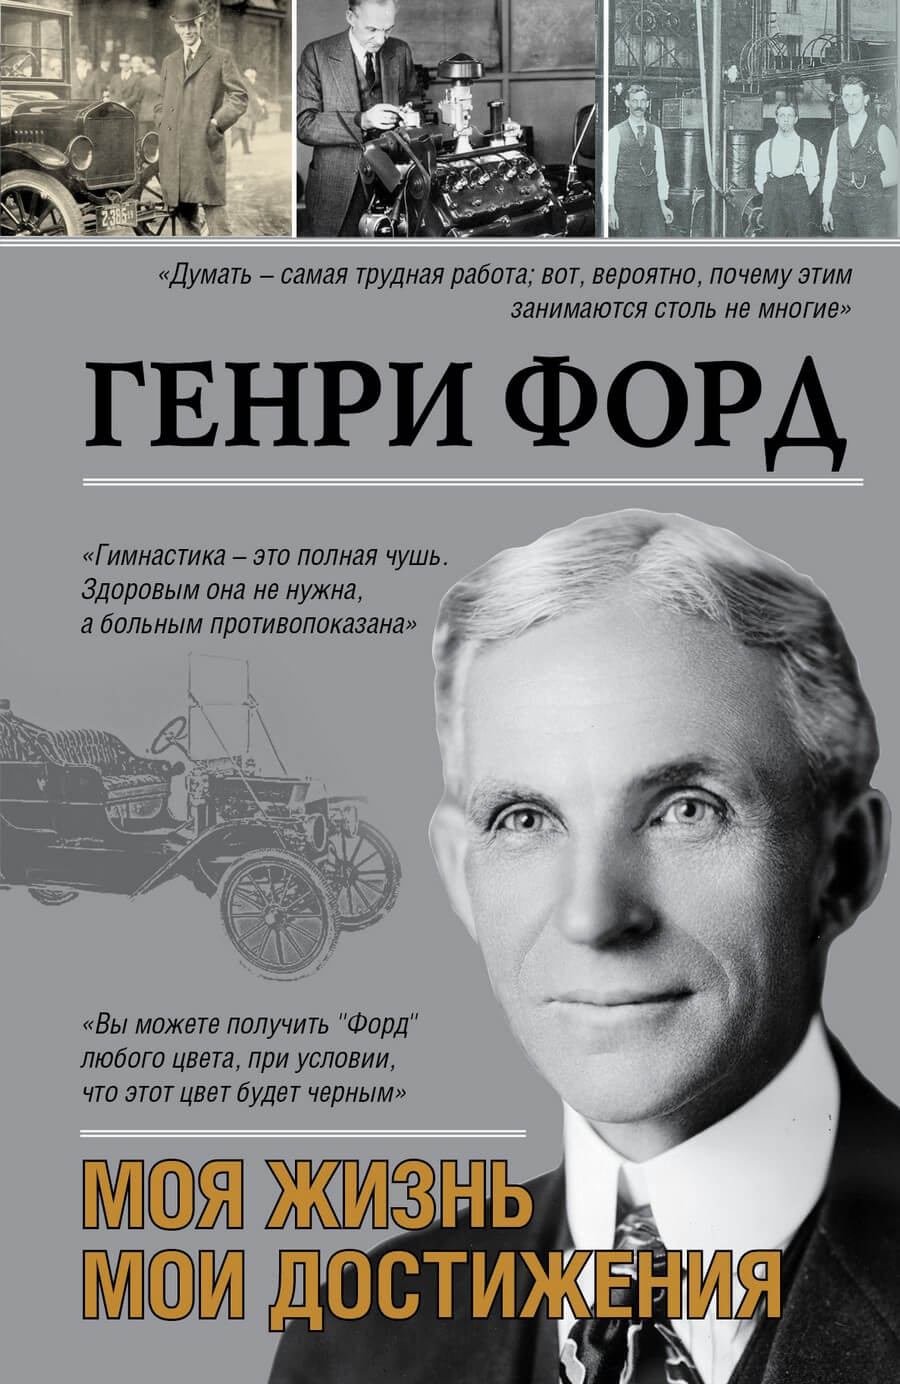 2-385
«Думать – самая трудная работа; вот, вероятно, почему этим
занимаются столь не многие»
ГЕНРИ ФОРД
«Гимнастика – это полная чушь.
Здоровым она не нужна,
а больным противопоказана»
«Вы можете получить "Форд"
любого цвета, при условии,
что этот цвет будет черным»
МОЯ ЖИЗНЬ
МОИ ДОСТИЖЕНИЯ